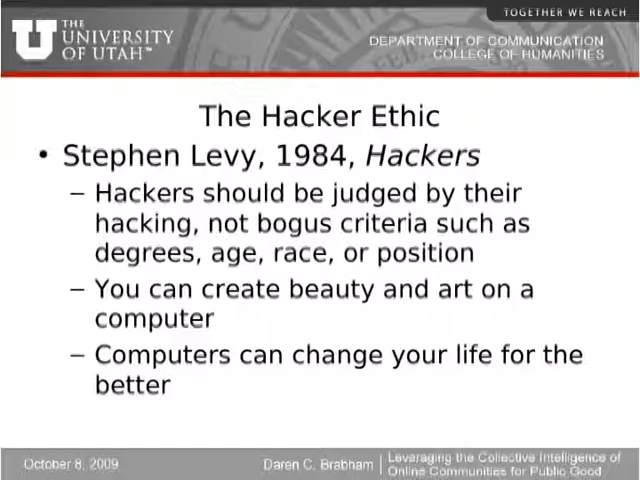 TOGETHER WE REACH
THE
UNIVERSITY
OF UTAH™
DEPARTMENT OF COMMUNICATION
COLLEGE OF HUMANITIES
The Hacker Ethic
• Stephen Levy, 1984, Hackers
– Hackers should be judged by their
hacking, not bogus criteria such as
degrees, age, race, or position
– You can create beauty and art on a
computer
– Computers can change your life for the
better
October 8, 2009
Daren C. Brabham
Leveraging the Collective Intelligence of
Online Communities for Public Good